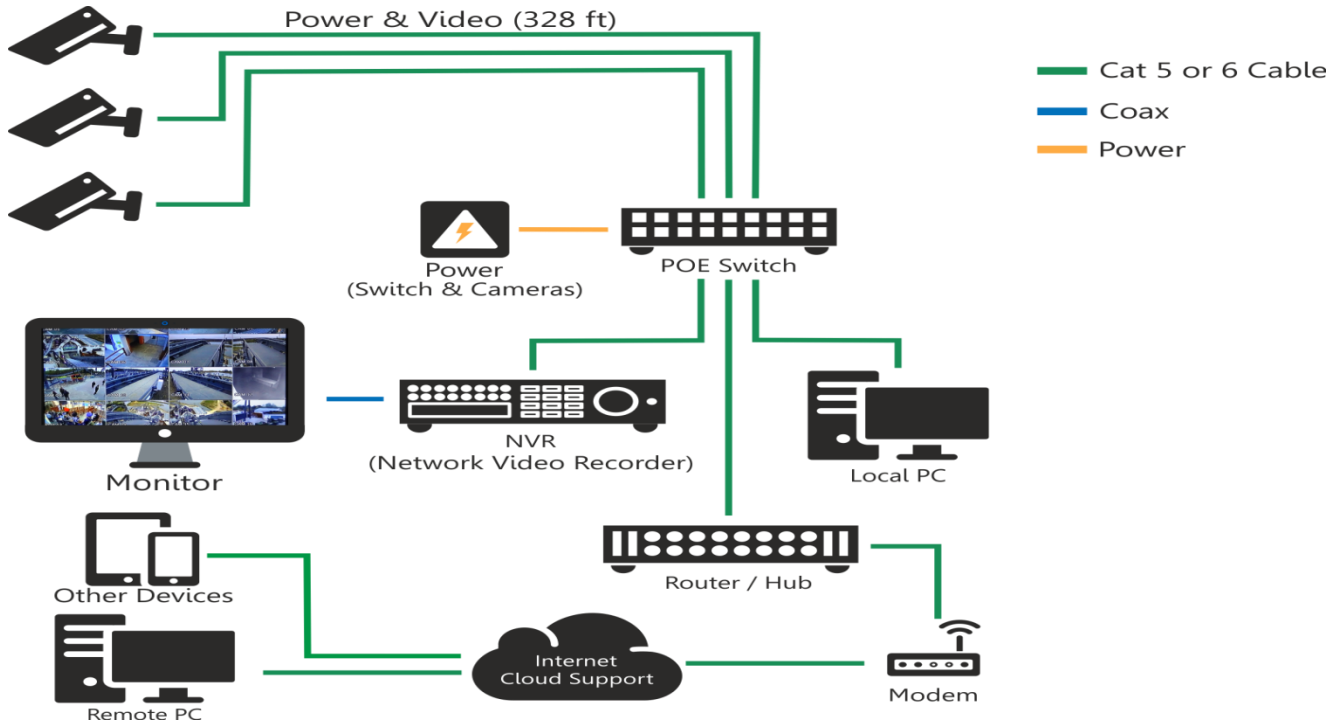 Power & Video (328 ft)
Cat 5 or 6 Cable
Coax
Power
POE Switch
Power
(Switch & Cameras)
NVR
(Network Video Recorder)
Monitor
Local PC
Other Devices
Router / Hub
Internet
Cloud Support
Modem
Remote PC